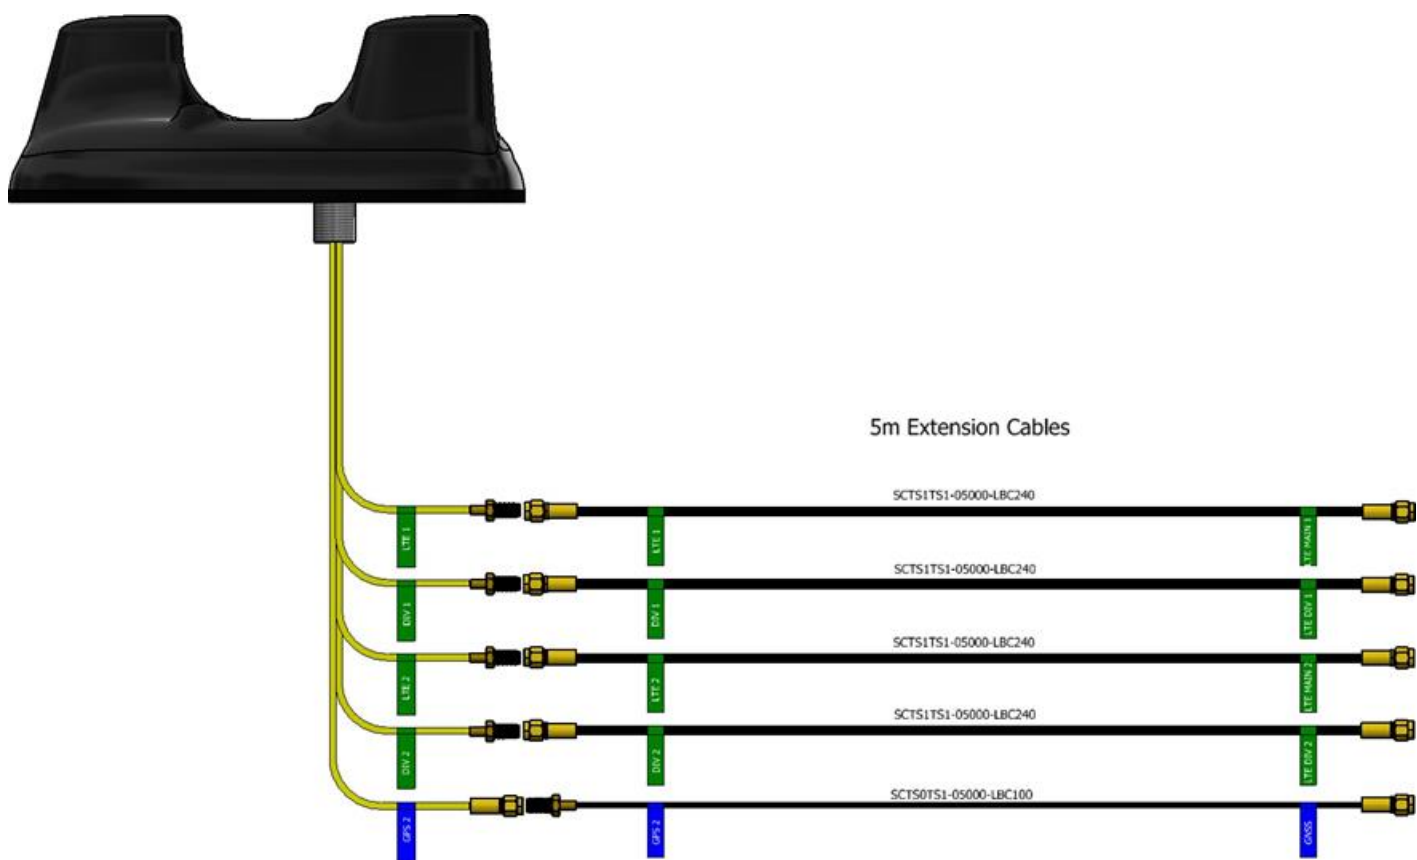 5m Extension Cables
SCTS1TS1-05000-LBC240
LTE 1
LTE 1
LTE MAIN 1
SCTS1TS1-05000-LBC240
DIV 1
DIV 1
LTE DIV 1
SCTS1TS1-05000-LBC240
LTE 2
LTE 2
LTE MAIN 2
SCTS1TS1-05000-LBC240
DIV 2
DIV 2
LTE DIV 2
SCTS0TS1-05000-LBC100
GPS 2
GPS 2
GNSS